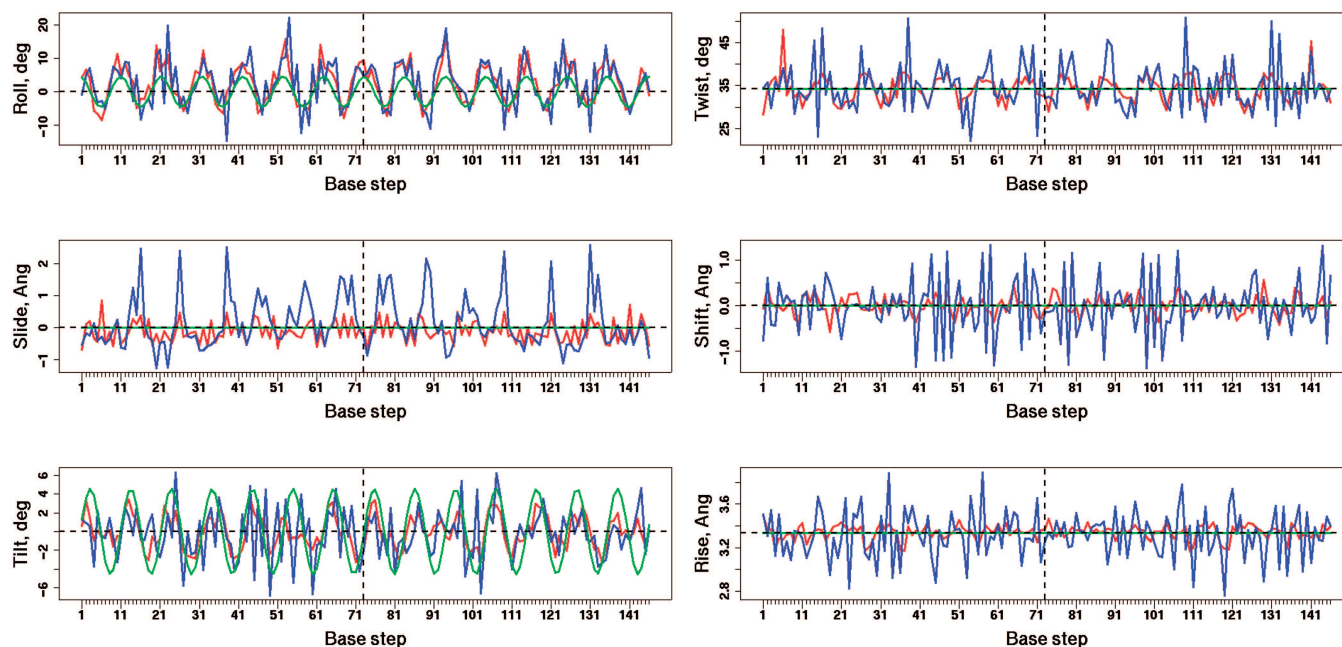 Roll, deg
20
10
0
−10
1 11 21 31 41 51 61 71 81 91 101 111 121 131 141
Base step
Twist, deg
45
35
25
1 11 21 31 41 51 61 71 81 91 101 111 121 131 141
Base step
Slide, Ang
2
1
0
−1
1 11 21 31 41 51 61 71 81 91 101 111 121 131 141
Base step
Shift, Ang
1.0
0.0
−1.0
1 11 21 31 41 51 61 71 81 91 101 111 121 131 141
Base step
Tilt, deg
6
4
2
0
−2
−6
1 11 21 31 41 51 61 71 81 91 101 111 121 131 141
Base step
Rise, Ang
3.6
3.2
2.8
1 11 21 31 41 51 61 71 81 91 101 111 121 131 141
Base step